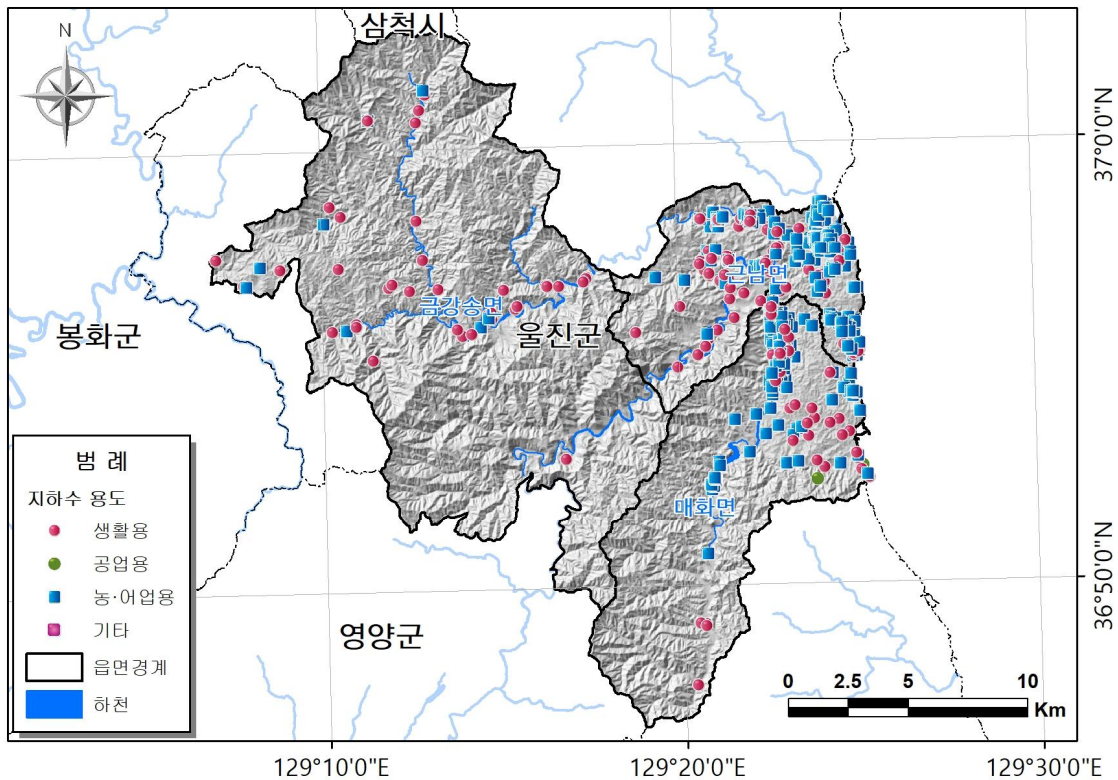 삼척시
N
37°0'0"N
근남면
금강송면
울진군
봉화군
범 례
지하수 용도
생활용
공업용
농·어업용
기타
읍면경계
하천
매화면
36°50'0"N
영양군
0 2.5 5 10
Km
129°10'0"E 129°20'0"E 129°30'0"E